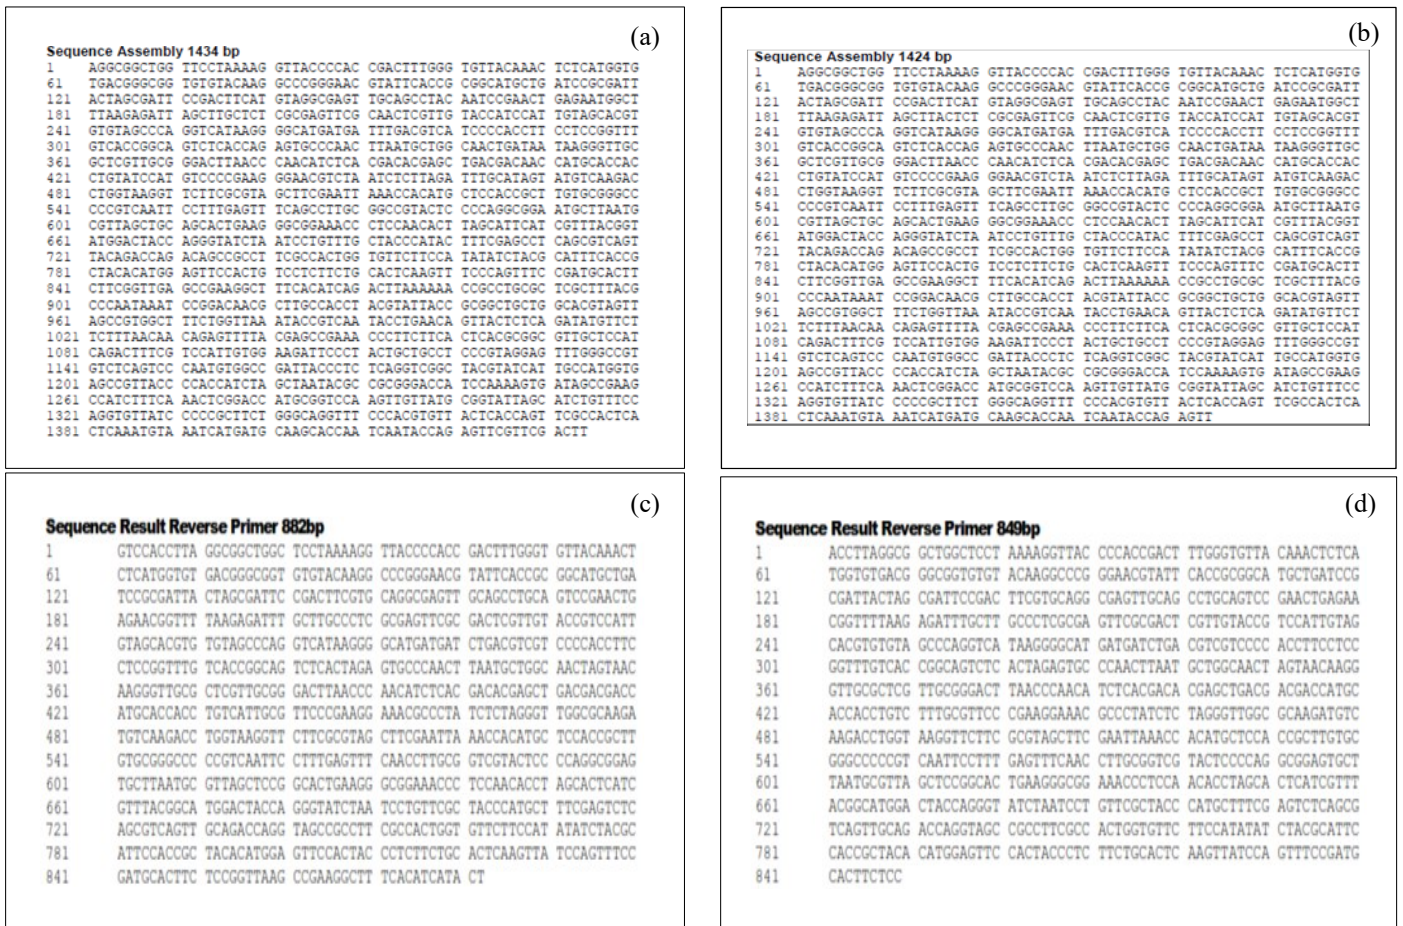 (a)
Sequence Assembly 1434 bp
1 AGGCGGCTGG TTCCTAAAAG GGTTACCCCAC CGACTTTGGG TGTTACAAAC TCTCATGGTG
61 TGACGGGCGG TGTGTACAAG GCCCGGGAACG GTATTCACCG CGGCATGCTG ATCCGCGATT
121 ACTAGCGATT CCGACTTCAT GTAGGCGAGT TGCAGCCTAC AATCCGAACT GAGAATGGCT
181 TTAAGAGATT AGCTTGCTCT CGCGAGTTCG CAACTCGTTG TACCATCCAT TGTAGCACGT
241 GTGTAGCCCA GGTCATAAGG GGCATGATGA TTTGACGTCA TCCCCACCTT CCTCCGGTTT
301 GTCACCGGCA GTCTCACCAG AGTGCCCAAC TTAATGCTGG CAACTGATAA TAAGGGTTGC
361 GCTCGTTGCG GGACTTAACC CAACATCTCA CGACACGAGC TGACGACAAC CATGCACCAC
421 CTGTATCCAT GTCCCCGAAG GGAACGTCTA ATCTCTTAGA TTTGCATAGT ATGTCAAGAC
481 CTGGTAAGGT TCTTCGCGTA GCTTCGAATT AAACCACATG CTCCACCGCT TGTGCGGGCC
541 CCCGTCAATT CCTTTGAGTT TCAGCCTTGC GGCCGTACTC CCCAGGCGGA ATGCTTAATG
601 CGTTAGCTGC AGCACTGAAG GGCGGAAACC CTCCAACACT TAGCATTCAT CGTTTACGGT
661 ATGGACTACC AGGGTATCTA ATCCTGTTTG CTACCCATAC TTTCGAGCCT CAGCGTCAGT
721 TACAGACCAG ACAGCCGCCT TCGCCACTGG TGTTCTTCCA TATATCTACG CATTTCACCG
781 CTACACATGG AGTTCCACTG TCCTCTTCTG CACTCAAGTT TCCCAGTTTC CGATGCACTT
841 CTTCGGTTGA GCCGAAGGCT TTCACATCAG ACTTAAAAAA CCGCCTGCGC TCGCTTTACG
901 CCCAATAAAT CCGGACAACG CTTGCCACCT ACGTATTACC GCGGCTGCTG GCACGTAGTT
961 AGCCGTGGCT TTCTGGTTAA ATACCGTCAA TACCTGAACA GTTACTCTCA GATATGTTCT
1021 TCTTTAACAA CAGAGTTTTA CGAGCCGAAA CCCTTCTTCA CTCACGCGGC GTTGCTCCAT
1081 CAGACTTTCG TCCATTGTGG AAGATTCCCT ACTGCTGCCT CCCGTAGGAG TTTGGGCCGT
1141 GTCTCAGTCC CAATGTGGCC GATTACCCTC TCAGGTCGGC TACGTATCAT TGCCATGGTG
1201 AGCCGTTACC CCACCATCTA GCTAATACGC CGCGGGACCA TCCAAAAGTG ATAGCCGAAG
1261 CCATCTTTCA AACTCGGACC ATGCGGTCCA AGTTGTTATG CGGTATTAGC ATCTGTTTCC
1321 AGGTGTTATC CCCCGCTTCT GGGCAGGTTT CCCACGTGTT ACTCACCAGT TCGCCACTCA
1381 CTCAAATGTA AATCATGATG CAAGCACCAA TCAATACCAG AGTTCGTTCG ACTT
(b)
Sequence Assembly 1424 bp
1 AGGCGGCTGG TTCCTAAAAG GGTTACCCCAC CGACTTTGGG TGTTACAAAC TCTCATGGTG
61 TGACGGGCGG TGTGTACAAG GCCCGGGAACG GTATTCACCG CGGCATGCTG ATCCGCGATT
121 ACTAGCGATT CCGACTTCAT GTAGGCGAGT TGCAGCCTAC AATCCGAACT GAGAATGGCT
181 TTAAGAGATT AGCTTACTCT CGCGAGTTCG CAACTCGTTG TACCATCCAT TGTAGCACGT
241 GTGTAGCCCA GGTCATAAGG GGCATGATGA TTTGACGTCA TCCCCACCTT CCTCCGGTTT
301 GTCACCGGCA GTCTCACCAG AGTGCCCAAC TTAATGCTGG CAACTGATAA TAAGGGTTGC
361 GCTCGTTGCG GGACTTAACC CAACATCTCA CGACACGAGC TGACGACAAC CATGCACCAC
421 CTGTATCCAT GTCCCCGAAG GGAACGTCTA ATCTCTTAGA TTTGCATAGT ATGTCAAGAC
481 CTGGTAAGGT TCTTCGCGTA GCTTCGAATT AAACCACATG CTCCACCGCT TGTGCGGGCC
541 CCCGTCAATT CCTTTGAGTT TCAGCCTTGC GGCCGTACTC CCCAGGCGGA ATGCTTAATG
601 CGTTAGCTGC AGCACTGAAG GGCGGAAACC CTCCAACACT TAGCATTCAT CGTTTACGGT
661 ATGGACTACC AGGGTATCTA ATCCTGTTTG CTACCCATAC TTTCGAGCCT CAGCGTCAGT
721 TACAGACCAG ACAGCCGCCT TCGCCACTGG TGTTCTTCCA TATATCTACG CATTTCACCG
781 CTACACATGG AGTTCCACTG TCCTCTTCTG CACTCAAGTT TCCCAGTTTC CGATGCACTT
841 CTTCGGTTGA GCCGAAGGCT TTCACATCAG ACTTAAAAAA CCGCCTGCGC TCGCTTTACG
901 CCCAATAAAT CCGGACAACG CTTGCCACCT ACGTATTACC GCGGCTGCTG GCACGTAGTT
961 AGCCGTGGCT TTCTGGTTAA ATACCGTCAA TACCTGAACA GTTACTCTCA GATATGTTCT
1021 TCTTTAACAA CAGAGTTTTA CGAGCCGAAA CCCTTCTTCA CTCACGCGGC GTTGCTCCAT
1081 CAGACTTTCG TCCATTGTGG AAGATTCCCT ACTGCTGCCT CCCGTAGGAG TTTGGGCCGT
1141 GTCTCAGTCC CAATGTGGCC GATTACCCTC TCAGGTCGGC TACGTATCAT TGCCATGGTG
1201 AGCCGTTACC CCACCATCTA GCTAATACGC CGCGGGACCA TCCAAAAGTG ATAGCCGAAG
1261 CCATCTTTCA AACTCGGACC ATGCGGTCCA AGTTGTTATG CGGTATTAGC ATCTGTTTCC
1321 AGGTGTTATC CCCCGCTTCT GGGCAGGTTT CCCACGTGTT ACTCACCAGT TCGCCACTCA
1381 CTCAAATGTA AATCATGATG CAAGCACCAA TCAATACCAG AGTT
(c)
Sequence Result Reverse Primer 882bp
1 GTCCACCTTA GGCGGCTGGC TCCTAAAAGG TTACCCCACC GACTTTGGGT GTTACAAACT
61 CTCATGGTGT GACGGGCGGT GTGTACAAGG CCCGGGAACG TATTCACCGC GGCATGCTGA
121 TCCGCGATTA CTAGCGATTC CGACTTCGTG CAGGCGAGTT GCAGCCTGCA GTCCGAACTG
181 AGAACGGTTT TAAGAGATTT GCTTGCCCTC GCGAGTTCGC GACTCGTTGT ACCGTCCATT
241 GTAGCACGTG TGTAGCCCAG GTCATAAGGG GCATGATGAT CTGACGTCGT CCCCACCTTC
301 CTCCGGTTTG TCACCGGCAG TCTCACTAGA GTGCCCAACT TAATGCTGGC AACTAGTAAC
361 AAGGGTTGCG CTCGTTGCGG GACTTAACCC AACATCTCAC GACACGAGCT GACGACGACC
421 ATGCACCACC TGTCATTGCG TTCCCGAAGG AAACGCCCTA TCTCTAGGGT TGGCGCAAGA
481 TGTCAAGACC TGGTAAGGTT CTTCGCGTAG CTTCGAATTA AACCACATGC TCCACCGCTT
541 GTGCGGGCCC CCGTCAATTC CTTTGAGTTT CAACCTTGCG GTCGTACTCC CCAGGCGGAG
601 TGCTTAATGC GTTAGCTCCG GCACTGAAGG GCGGAAACCC TCCAACACCT AGCACTCATC
661 GTTTACGGCA TGGACTACCA GGGTATCTAA TCCTGTTCGC TACCCATGCT TTCGAGTCTC
721 AGCGTCAGTT GCAGACCAGG TAGCCGCCTT CGCCACTGGT GTTCTTCCAT ATATCTACGC
781 ATTCCACCGC TACACATGGA GTTCCACTAC CCTCTTCTGC ACTCAAGTTA TCCAGTTTCC
841 GATGCACTTC TCCGGTTAAG CCGAAGGCTT TCACATCATA CT
(d)
Sequence Result Reverse Primer 849bp
1 ACCTTAGGCG GCTGGCTCCT AAAAGGTTAC CCCACCGACT TTGGGTGTTA CAAACTCTCA
61 TGGTGTGACG GGCGGTGTGT ACAAGGCCCG GGAACGTATT CACCGCGGCA TGCTGATCCG
121 CGATTACTAG CGATTCCGAC TTCGTGCAGG CGAGTTGCAG CCTGCAGTCC GAACTGAGAA
181 CGGTTTTAAG AGATTTGCTT GCCCTCGCGA GTTCGCGACT CGTTGTACCG TCCATTGTAG
241 CACGTGTGTA GCCCAGGTCA TAAGGGGCAT GATGATCTGA CGTCGTCCCC ACCTTCCTCC
301 GGTTTGTCAC CGGCAGTCTC ACTAGAGTGC CCAACTTAAT GCTGGCAACT AGTAACAAGG
361 GTTGCGCTCG TTGCGGGACT TAACCCAACA TCTCACGACA CGAGCTGACG ACGACCATGC
421 ACCACCTGTC TTTGCGTTCC CGAAGGAAAC GCCCTATCTC TAGGGTTGGC GCAAGATGTC
481 AAGACCTGGT AAGGTTCTTC GCGTAGCTTC GAATTAAACC ACATGCTCCA CCGCTTGTGC
541 GGGCCCCCGT CAATTCCTTT GAGTTTCAAC CTTGCGGTCG TACTCCCCAG GCGGAGTGCT
601 TAATGCGTTA GCTCCGGCAC TGAAGGGCGG AAACCCTCCA ACACCTAGCA CTCATCGTTT
661 ACGGCATGGA CTACCAGGGT ATCTAATCCT GTTCGCTACC CATGCTTTCG AGTCTCAGCG
721 TCAGTTGCAG ACCAGGTAGC CGCCTTCGCC ACTGGTGTTC TTCCATATAT CTACGCATTC
781 CACCGCTACA CATGGAGTTC CACTACCCTC TTCTGCACTC AAGTTATCCA GTTTCCGATG
841 CACTTCTCC